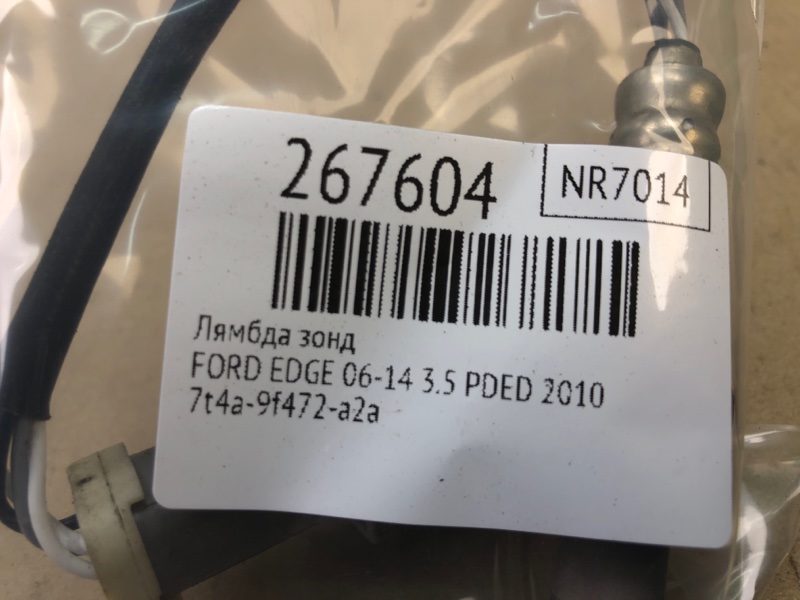 267604
NR7014
Лямбда зонд
FORD EDGE 06-14 3.5 PDED 2010
7t4a-9f472-a2a